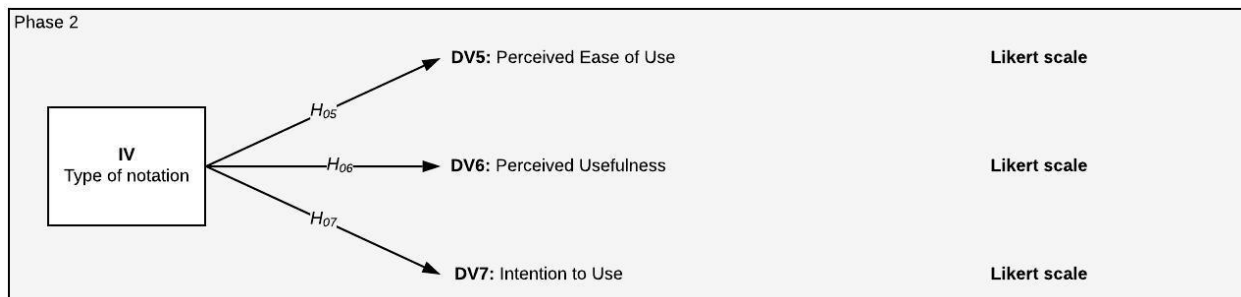 Phase 2
DV5: Perceived Ease of Use
Likert scale
H05
IV
Type of notation
H06
DV6: Perceived Usefulness
Likert scale
H07
DV7: Intention to Use
Likert scale